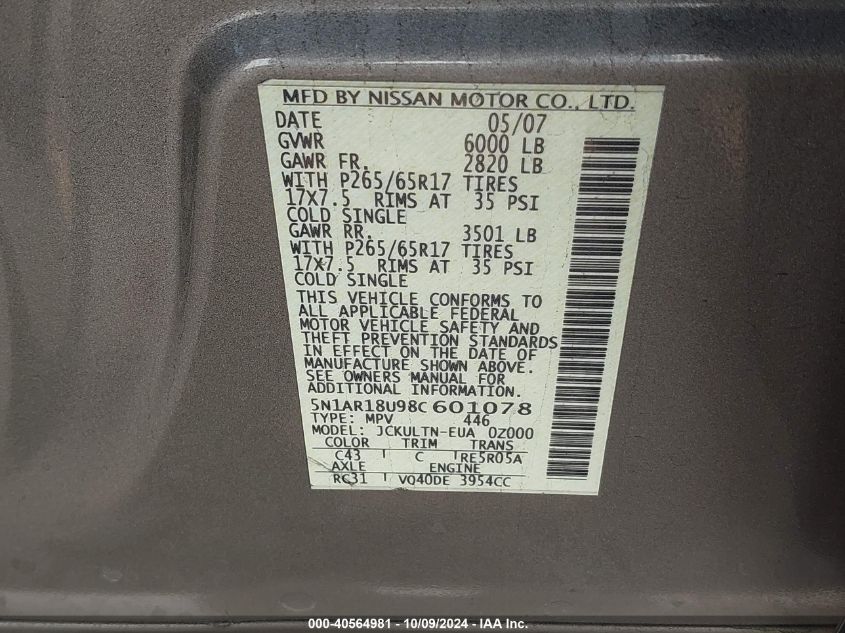 MFD BY NISSAN MOTOR CO., LTD.
DATE 05/07
GVWR 6000 LB
GAWR FR. 2820 LB
WITH P265/65R17 TIRES
17X7.5 RIMS AT 35 PSI
COLD SINGLE
GAWR RR. 3501 LB
WITH P265/65R17 TIRES
17X7.5 RIMS AT 35 PSI
COLD SINGLE
THIS VEHICLE CONFORMS TO
ALL APPLICABLE FEDERAL
MOTOR VEHICLE SAFETY AND
THEFT PREVENTION STANDARDS
IN EFFECT ON THE DATE OF
MANUFACTURE SHOWN ABOVE.
SEE OWNERS MANUAL FOR
ADDITIONAL INFORMATION.
5N1AR18U98C601078
TYPE: MPV 446
MODEL: JCKULTN-EUA 0Z000
COLOR TRIM TRANS
C43 C RE5R05A
AXLE ENGINE
RC31 VQ40DE 3954CC
000-40564981 - 10/09/2024 - IAA Inc.